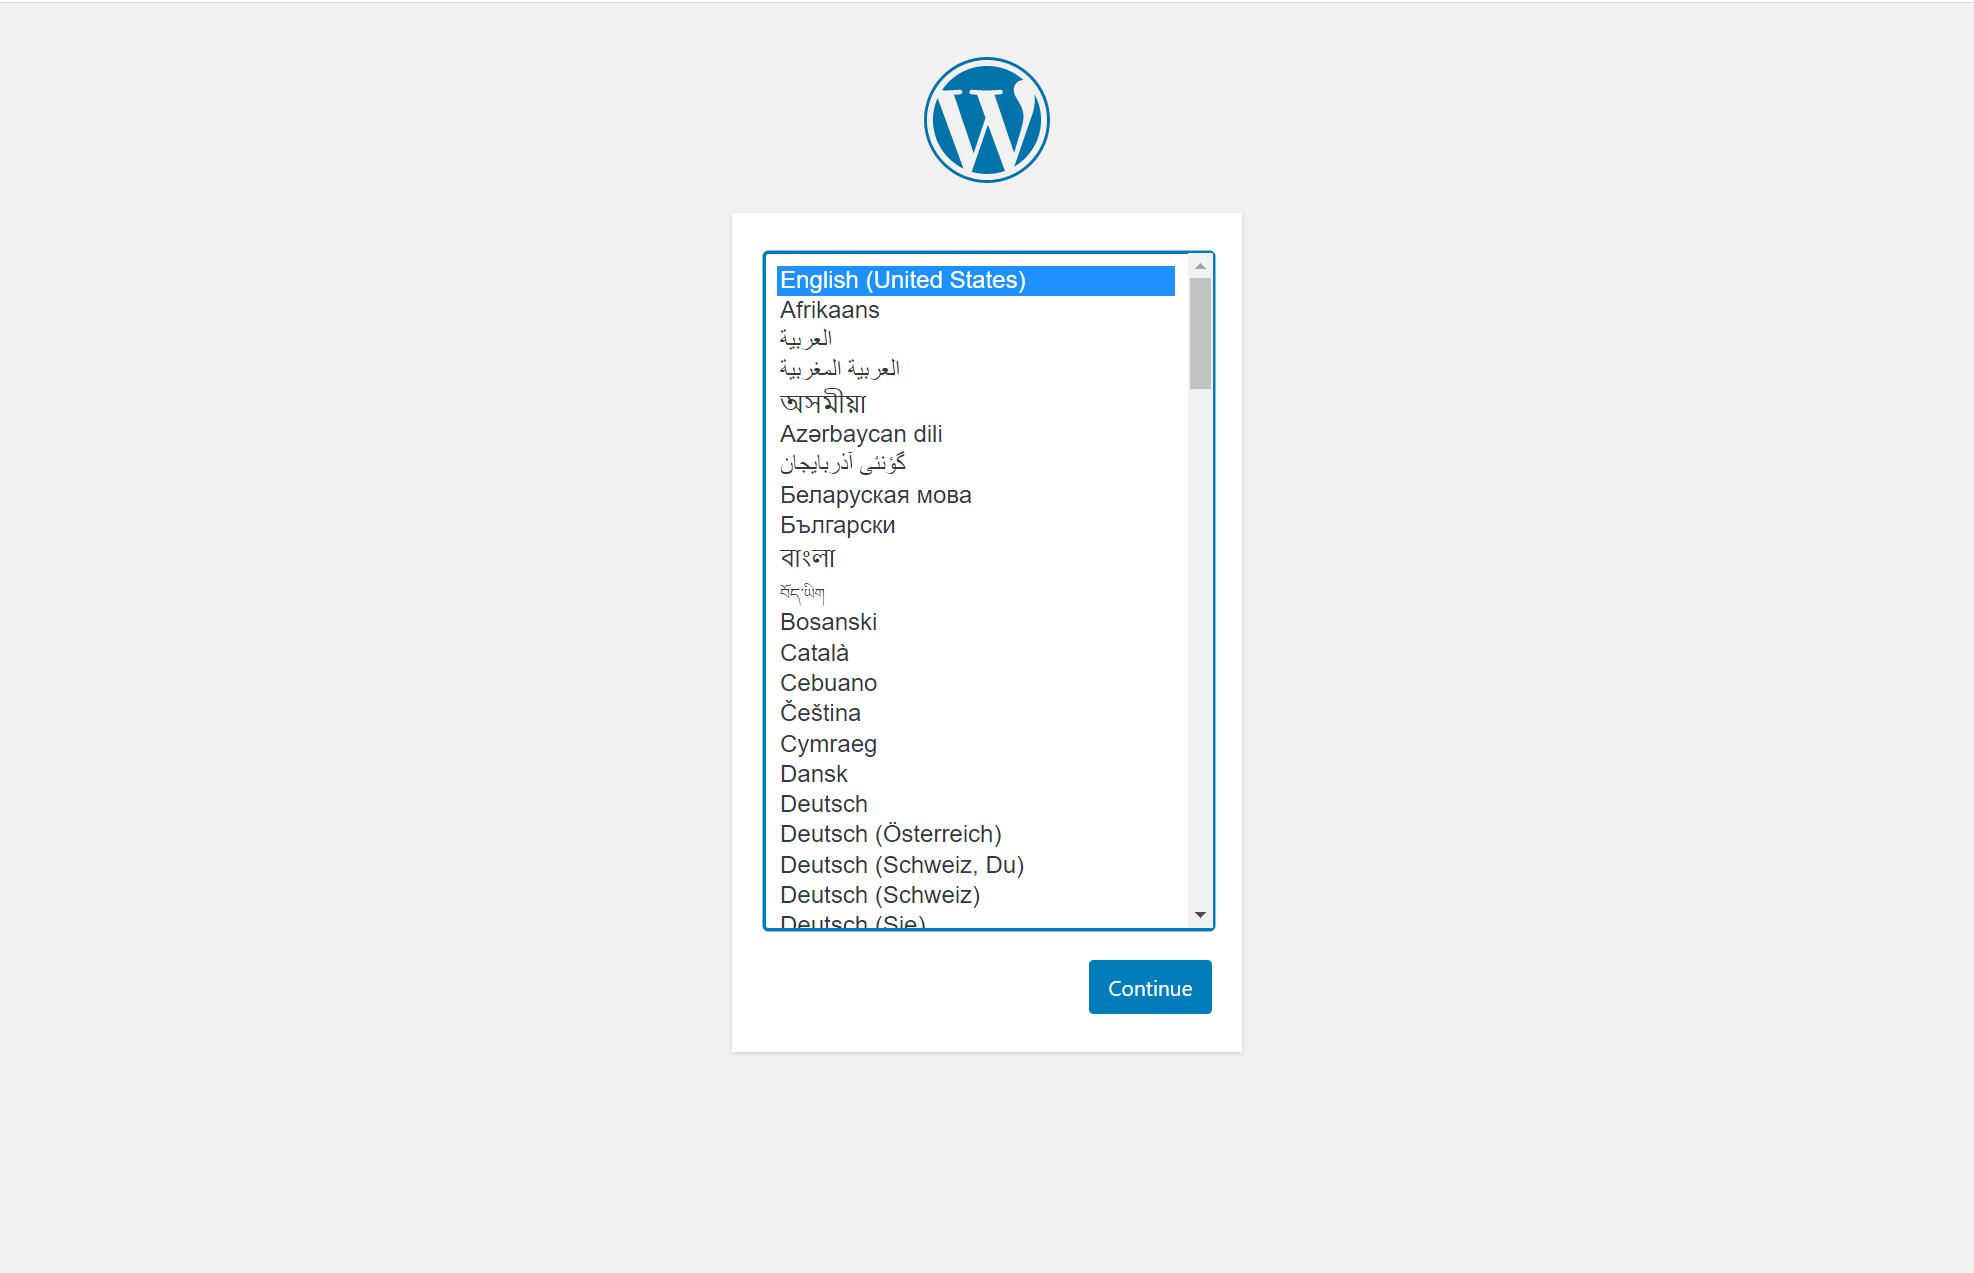 English (United States)
Afrikaans
العربية
العربية المغربية
অসমীয়া
Azərbaycan dili
گؤنئی آذربایجان
Беларуская мова
Български
বাংলা
བོད་ཡིག
Bosanski
Català
Cebuano
Čeština
Cymraeg
Dansk
Deutsch
Deutsch (Österreich)
Deutsch (Schweiz, Du)
Deutsch (Schweiz)
Deutsch (Sie)
Continue